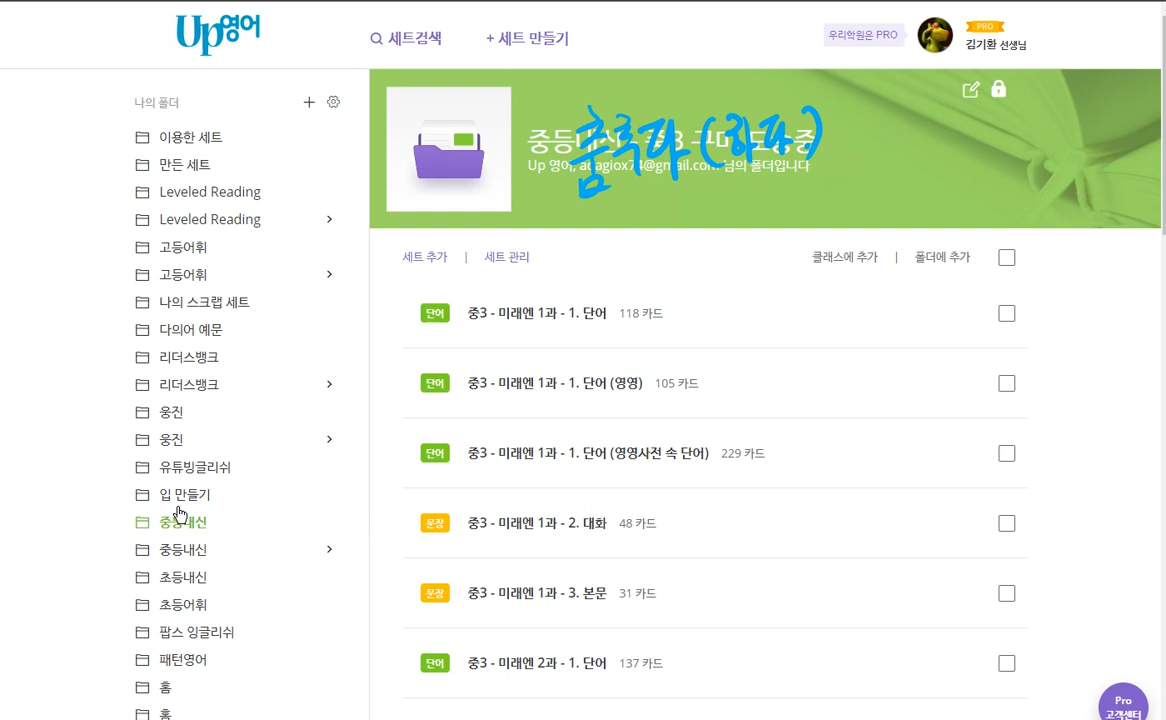 Up영어
세트검색
+ 세트 만들기
우리학원은 PRO
PRO
김기환 선생님
나의 폴더
이용한 세트
만든 세트
Leveled Reading
Leveled Reading
고등어휘
고등어휘
나의 스크랩 세트
다의어 예문
리더스뱅크
리더스뱅크
웅진
웅진
유튜빙글리쉬
입 만들기
중등내신
중등내신
초등내신
초등어휘
팝스 잉글리쉬
패턴영어
홈
홈
중등내신
Up 영어, adagiox74@gmail.com 님의 폴더입니다
세트 추가 | 세트 관리
클래스에 추가 | 폴더에 추가
단어 중3 - 미래엔 1과 - 1. 단어 118 카드
단어 중3 - 미래엔 1과 - 1. 단어 (영영) 105 카드
단어 중3 - 미래엔 1과 - 1. 단어 (영영사전 속 단어) 229 카드
문장 중3 - 미래엔 1과 - 2. 대화 48 카드
문장 중3 - 미래엔 1과 - 3. 본문 31 카드
단어 중3 - 미래엔 2과 - 1. 단어 137 카드
Pro
고객센터